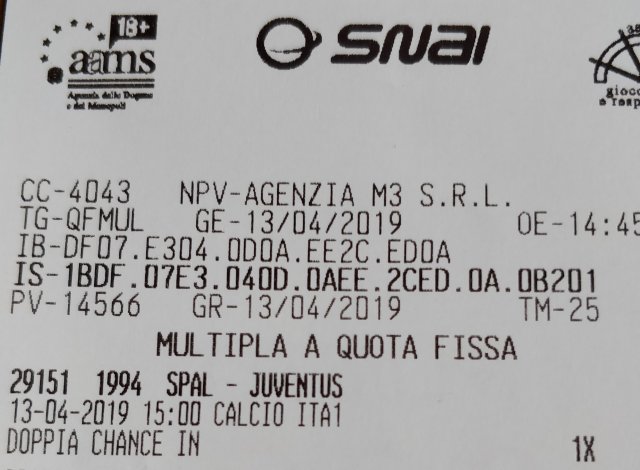 18+
aams
Agenzia delle Dogane
e dei Monopoli
SNAI
CC-4043 NPV-AGENZIA M3 S.R.L.
TG-QFMUL GE-13/04/2019 OE-14:45
IB-DF07.E304.0D0A.EE2C.ED0A
IS-1BDF.07E3.040D.0AEE.2CED.0A.0B201
PV-14566 GR-13/04/2019 TM-25
MULTIPLA A QUOTA FISSA
29151 1994 SPAL - JUVENTUS
13-04-2019 15:00 CALCIO ITA1
DOPPIA CHANCE IN 1X